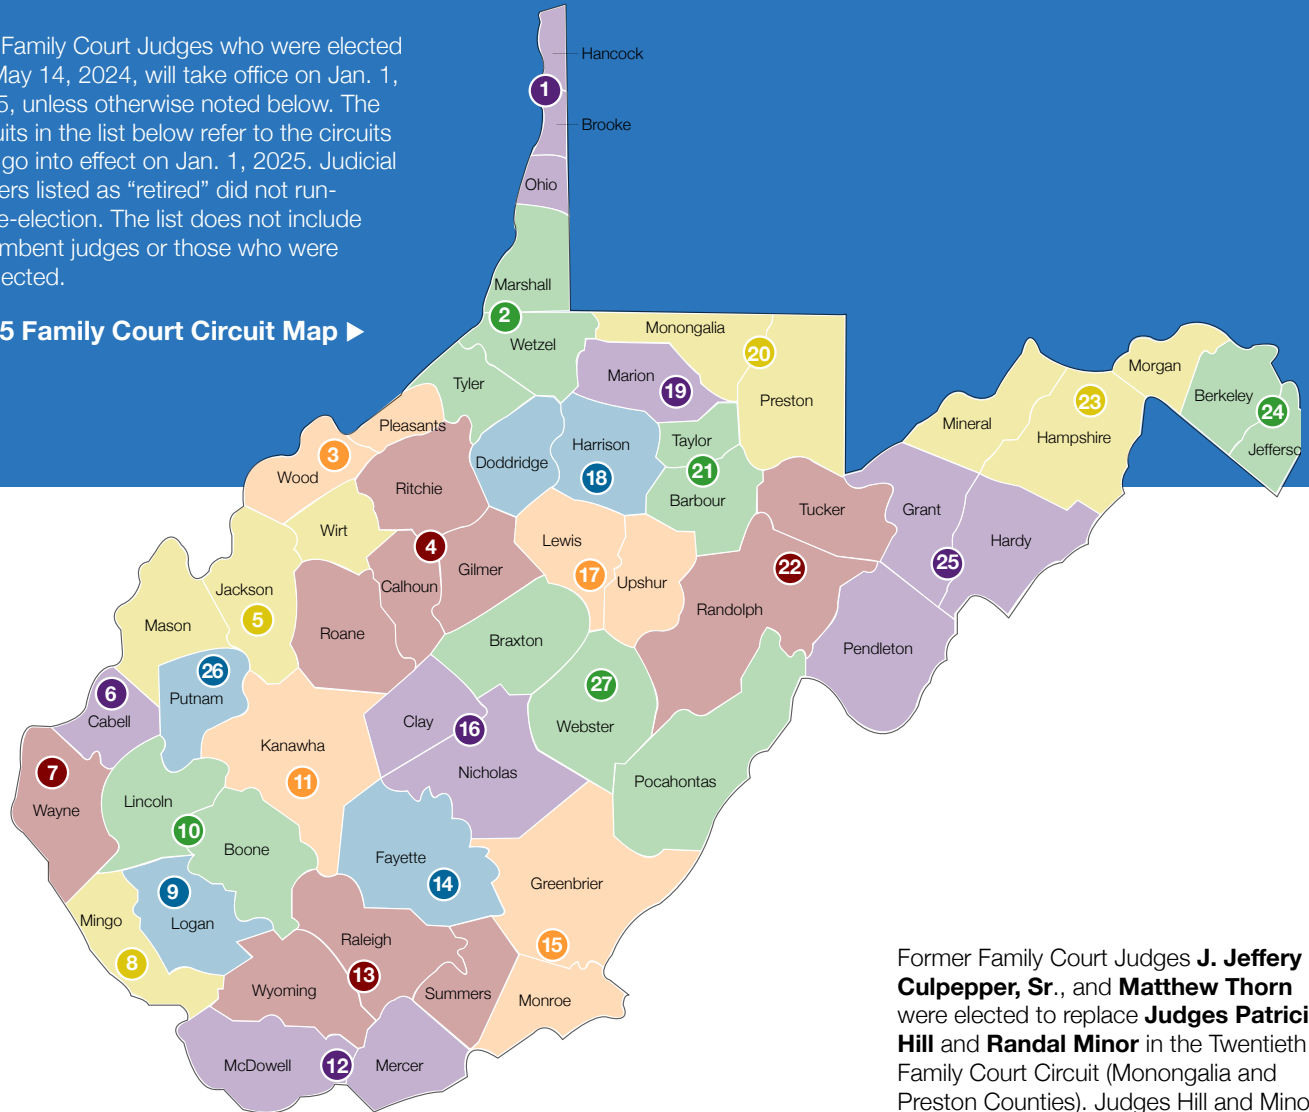 Family Court Judges who were elected
May 14, 2024, will take office on Jan. 1,
5, unless otherwise noted below. The
uits in the list below refer to the circuits
go into effect on Jan. 1, 2025. Judicial
ers listed as “retired” did not run-
e-election. The list does not include
mbent judges or those who were
ected.
5 Family Court Circuit Map ▶
Hancock
1
Brooke
Ohio
Marshall
2
Wetzel
Monongalia
20
Tyler
Marion
19
Preston
Morgan
Berkeley
23
24
Mineral
Hampshire
Jefferso
Pleasants
3
Wood
Doddridge
Harrison
18
Taylor
21
Barbour
Ritchie
Wirt
4
Calhoun
Gilmer
Lewis
17
Upshur
Tucker
22
Randolph
Grant
Hardy
25
Pendleton
Jackson
5
Mason
Roane
Braxton
26
Putnam
6
Cabell
27
Webster
Clay
16
Nicholas
Kanawha
11
Pocahontas
7
Wayne
Lincoln
10
Boone
Fayette
14
Greenbrier
15
9
Logan
Mingo
8
Raleigh
13
Wyoming
Summers
Monroe
McDowell
12
Mercer
Former Family Court Judges J. Jeffery
Culpepper, Sr., and Matthew Thorn
were elected to replace Judges Patrici
Hill and Randal Minor in the Twentieth
Family Court Circuit (Monongalia and
Preston Counties). Judges Hill and Mino